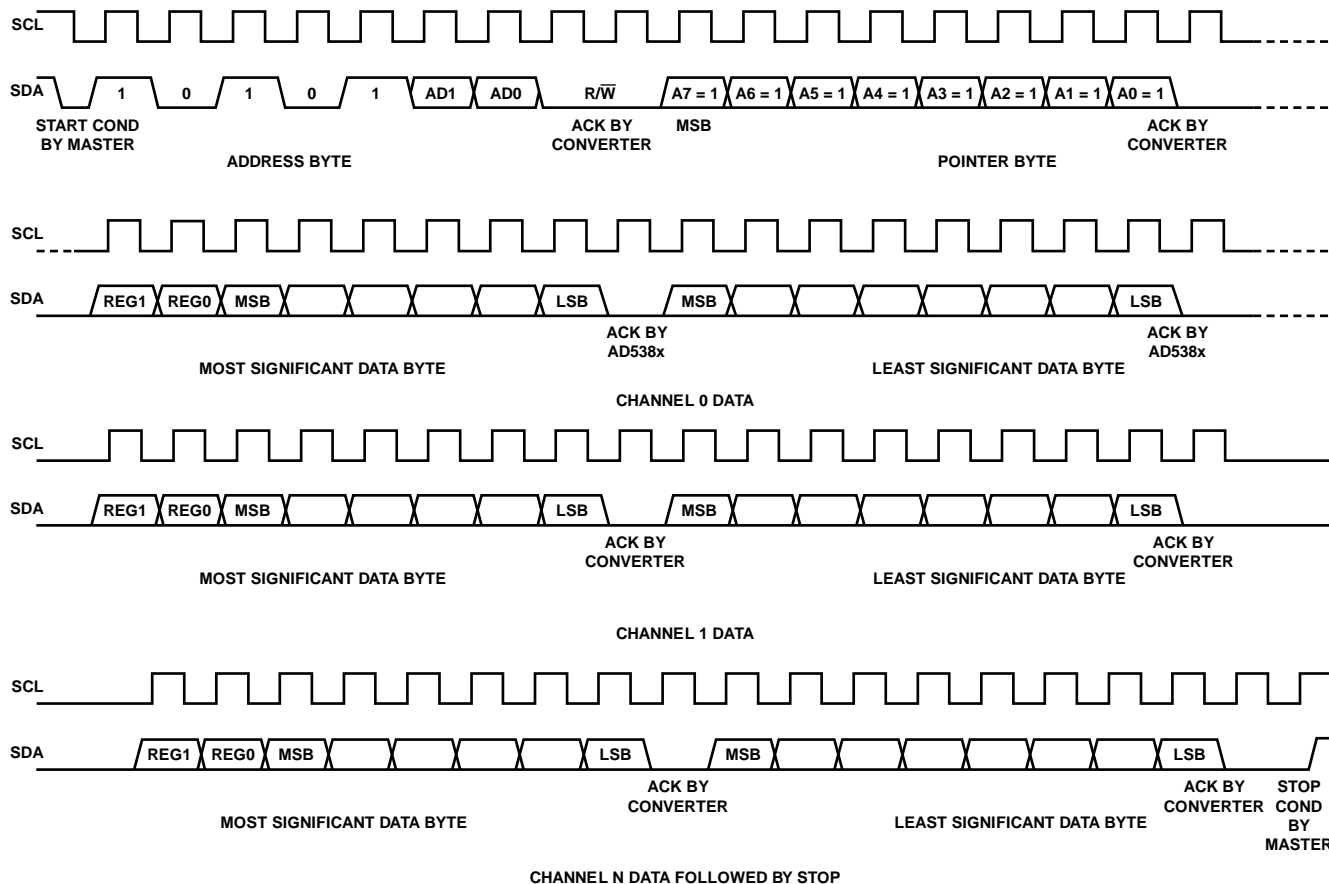 SCL
SDA 1 0 1 0 1 AD1 AD0 R/W̅ A7 = 1 A6 = 1 A5 = 1 A4 = 1 A3 = 1 A2 = 1 A1 = 1 A0 = 1
START COND BY MASTER
ACK BY CONVERTER
MSB
ACK BY CONVERTER
ADDRESS BYTE
POINTER BYTE
SCL
SDA REG1 REG0 MSB LSB MSB LSB
ACK BY AD538x
ACK BY AD538x
MOST SIGNIFICANT DATA BYTE
LEAST SIGNIFICANT DATA BYTE
CHANNEL 0 DATA
SCL
SDA REG1 REG0 MSB LSB MSB LSB
ACK BY CONVERTER
ACK BY CONVERTER
MOST SIGNIFICANT DATA BYTE
LEAST SIGNIFICANT DATA BYTE
CHANNEL 1 DATA
SCL
SDA REG1 REG0 MSB LSB MSB LSB
ACK BY CONVERTER
ACK BY CONVERTER
STOP COND BY MASTER
MOST SIGNIFICANT DATA BYTE
LEAST SIGNIFICANT DATA BYTE
CHANNEL N DATA FOLLOWED BY STOP